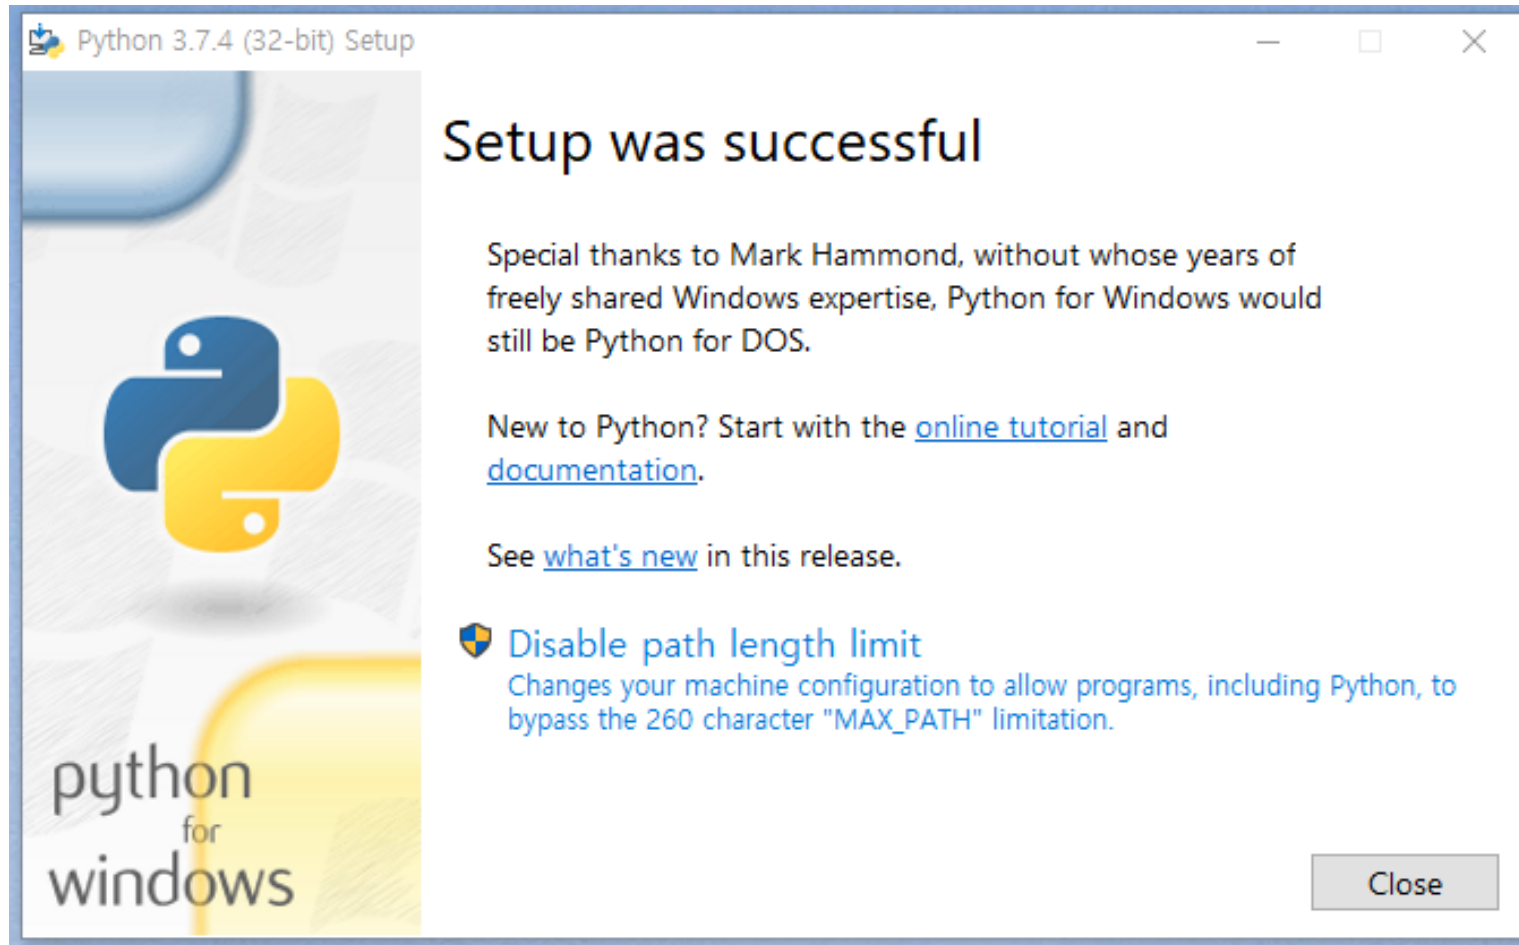 Python 3.7.4 (32-bit) Setup
Setup was successful
Special thanks to Mark Hammond, without whose years of
freely shared Windows expertise, Python for Windows would
still be Python for DOS.
New to Python? Start with the online tutorial and
documentation.
See what's new in this release.
Disable path length limit
Changes your machine configuration to allow programs, including Python, to
bypass the 260 character "MAX_PATH" limitation.
python
for
windows
Close